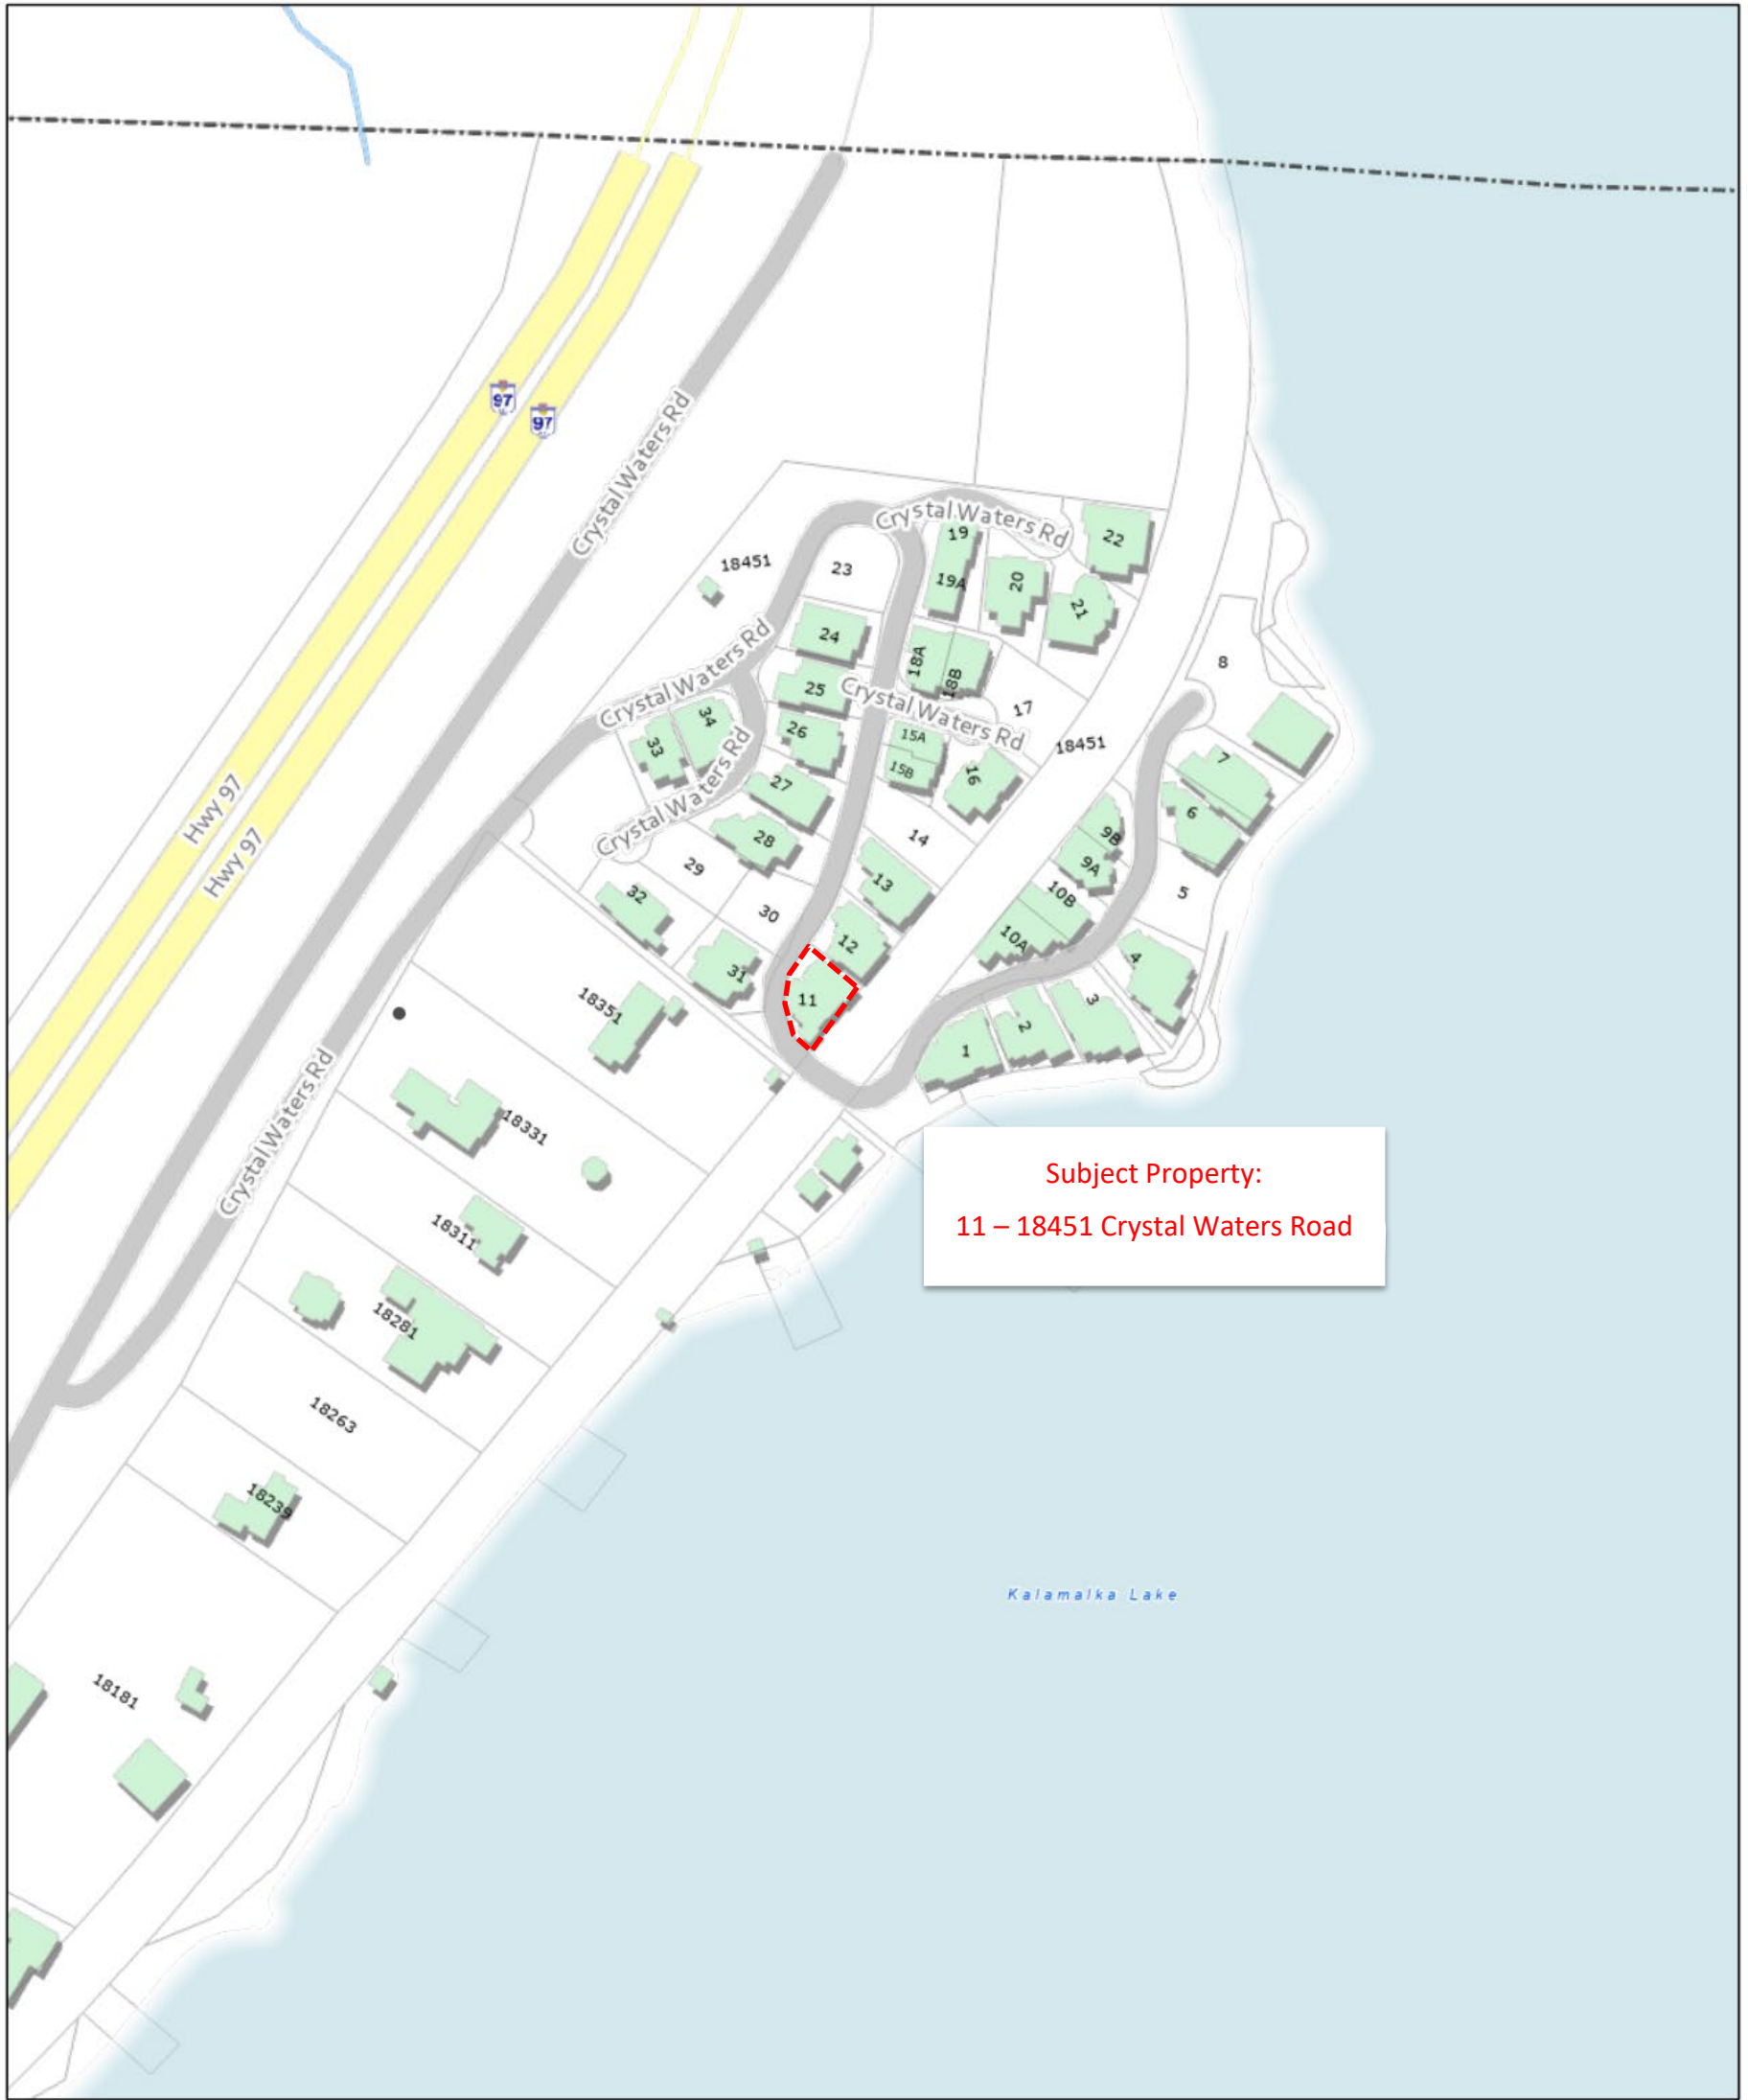 97
97
Crystal Waters Rd
Crystal Waters Rd
19
22
18451
23
19A
20
21
24
18A
18B
Crystal Waters Rd
25
Crystal Waters Rd
8
17
34
33
26
15A
18451
15B
16
7
Crystal Waters Rd
27
6
Hwy 97
Hwy 97
28
14
9B
9A
29
13
32
10B
5
30
12
10A
4
31
11
18351
3
2
1
Crystal Waters Rd
18331
Subject Property:
11 – 18451 Crystal Waters Road
18311
18281
18263
18239
Kalamalka Lake
18181